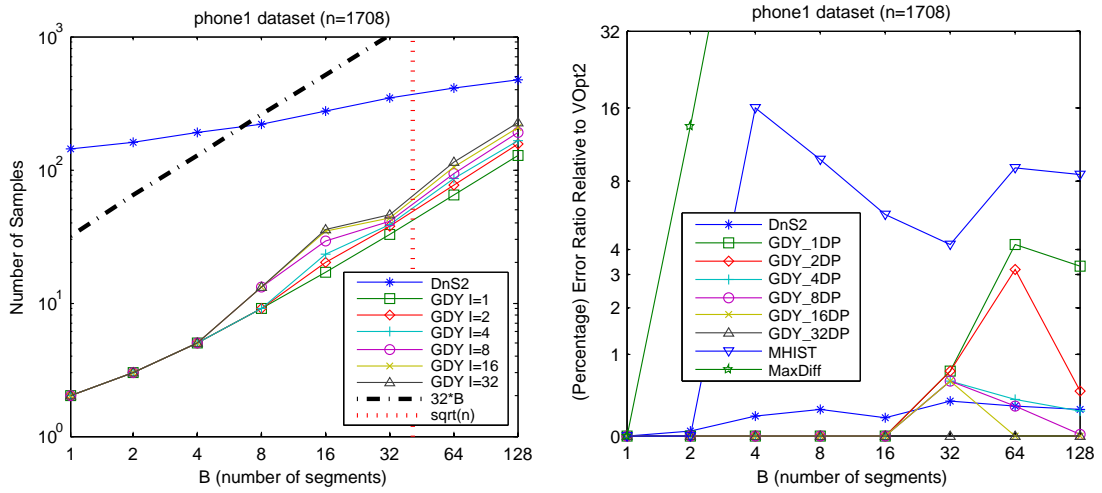 phone1 dataset (n=1708)
10^3
10^2
10^1
10^0
Number of Samples
1 2 4 8 16 32 64 128
B (number of segments)
DnS2
GDY I=1
GDY I=2
GDY I=4
GDY I=8
GDY I=16
GDY I=32
32*B
sqrt(n)
phone1 dataset (n=1708)
32
16
8
4
3
2
1
0
(Percentage) Error Ratio Relative to VOpt2
1 2 4 8 16 32 64 128
B (number of segments)
DnS2
GDY_1DP
GDY_2DP
GDY_4DP
GDY_8DP
GDY_16DP
GDY_32DP
MHIST
MaxDiff